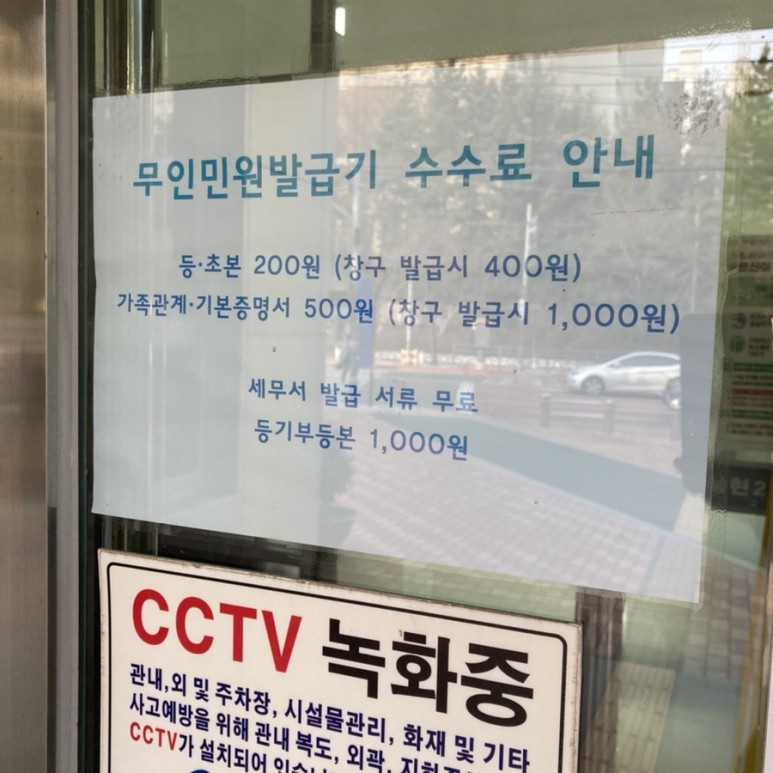 무인민원발급기 수수료 안내
등·초본 200원 (창구 발급시 400원)
가족관계·기본증명서 500원 (창구 발급시 1,000원)
세무서 발급 서류 무료
등기부등본 1,000원
CCTV 녹화중
관내,외 및 주차장, 시설물관리, 화재 및 기타
사고예방을 위해 관내 복도, 외곽,
CCTV가 설치되어